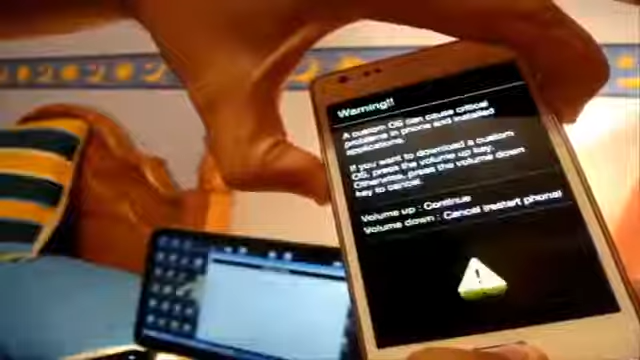 Warning!!
A custom OS can cause critical
problems in phone and installed
applications.
If you want to download a custom
OS, press the volume up key.
Otherwise, press the volume down
key to cancel.
Volume up : Continue
Volume down : Cancel (restart phone)